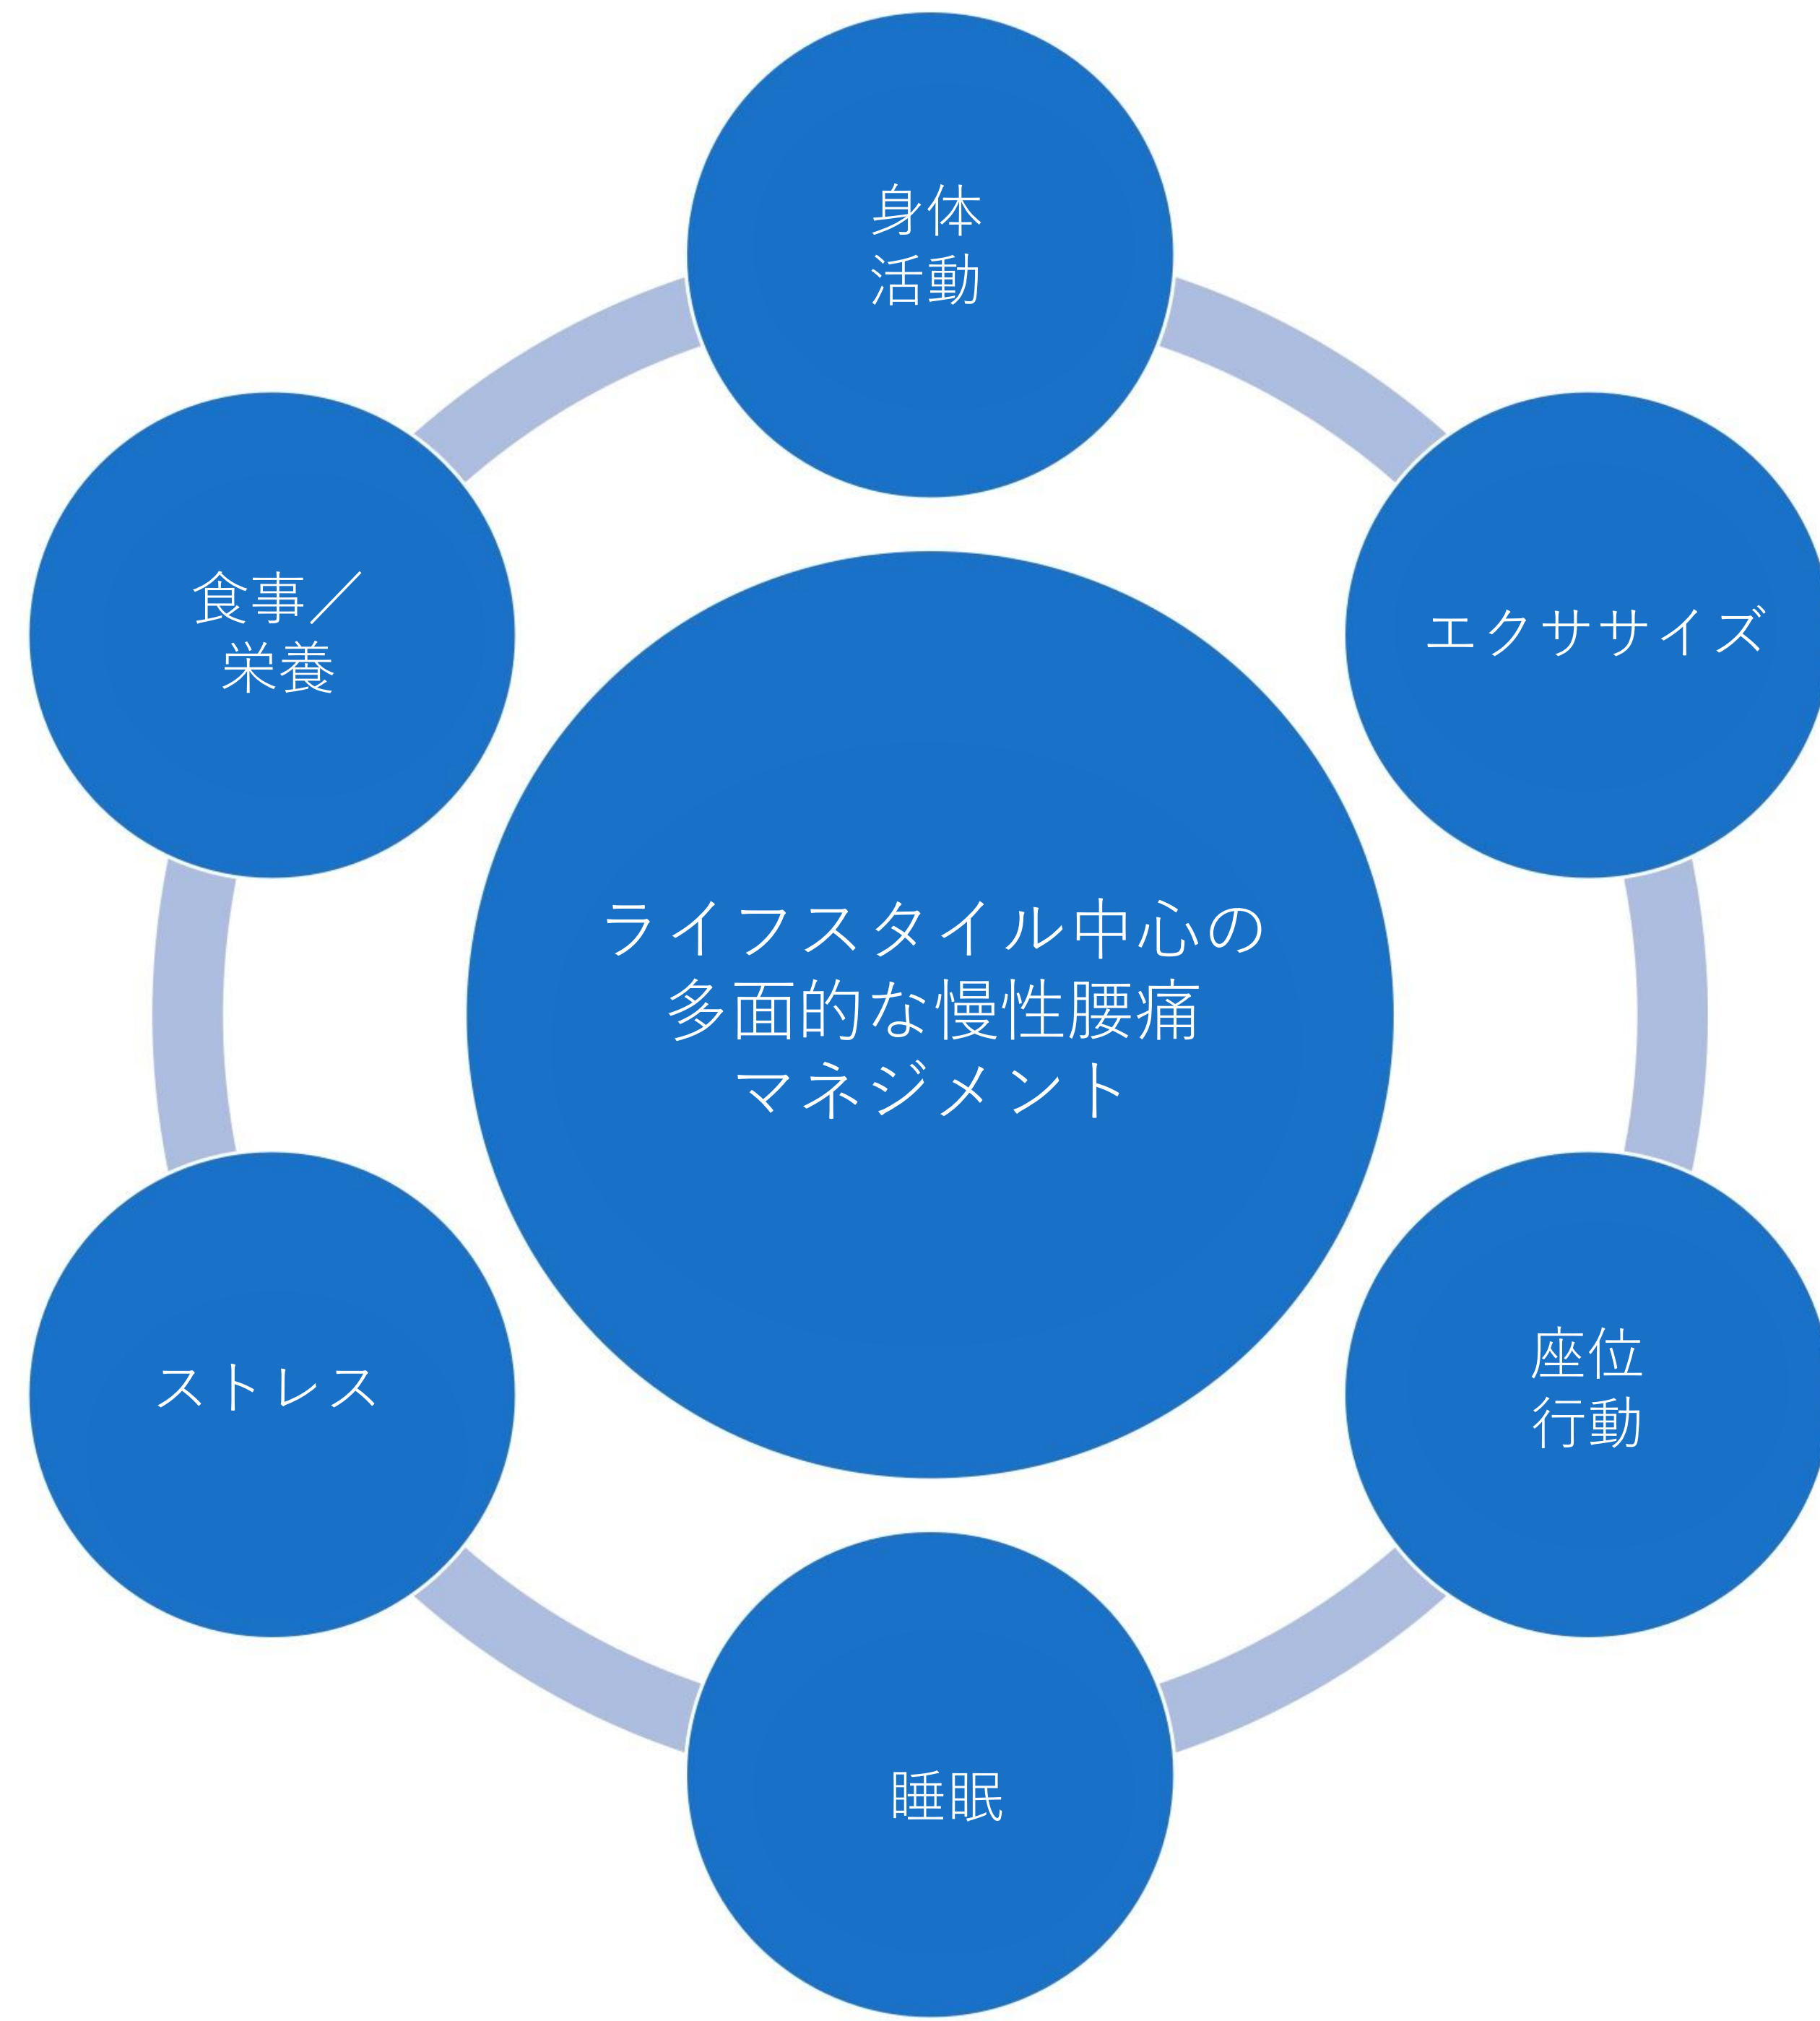 身体
活動
食事／
栄養
エクササイズ
ライフスタイル中心の
多面的な慢性腰痛
マネジメント
ストレス
座位
行動
睡眠